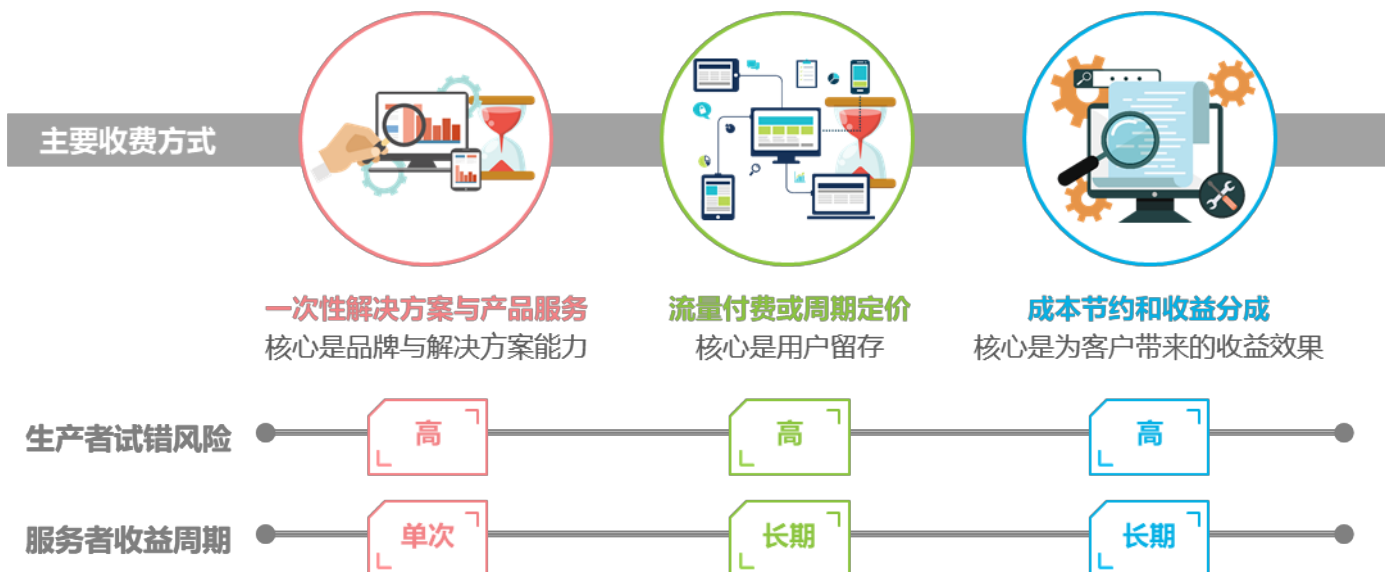 主要收费方式
一次性解决方案与产品服务
流量付费或周期定价
成本节约和收益分成
核心是品牌与解决方案能力
核心是用户留存
核心是为客户带来的收益效果
生产者试错风险
高
高
高
服务者收益周期
单次
长期
长期